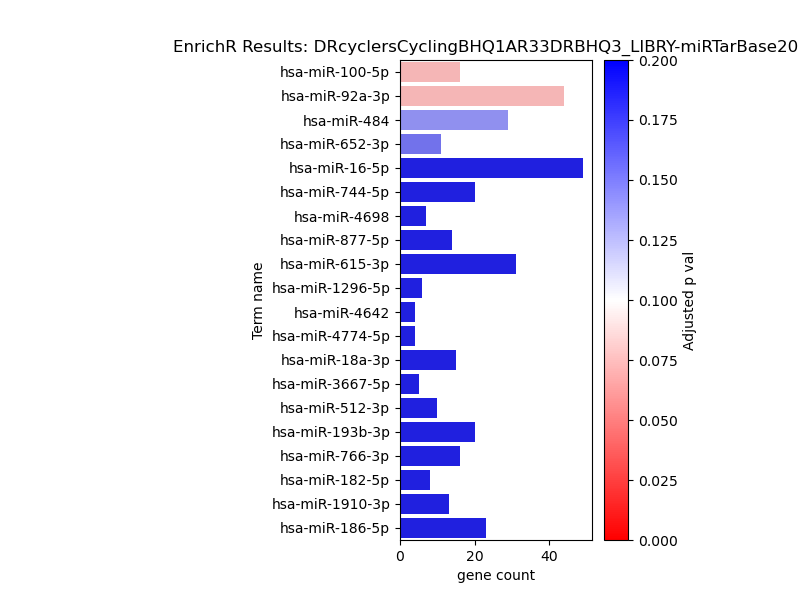 EnrichR Results: DRcyclersCyclingBHQ1AR33DRBHQ3_LIBRY-miRTarBase20
hsa-miR-100-5p
hsa-miR-92a-3p
hsa-miR-484
hsa-miR-652-3p
hsa-miR-16-5p
hsa-miR-744-5p
hsa-miR-4698
hsa-miR-877-5p
hsa-miR-615-3p
hsa-miR-1296-5p
hsa-miR-4642
hsa-miR-4774-5p
hsa-miR-18a-3p
hsa-miR-3667-5p
hsa-miR-512-3p
hsa-miR-193b-3p
hsa-miR-766-3p
hsa-miR-182-5p
hsa-miR-1910-3p
hsa-miR-186-5p
Term name
0 20 40
gene count
0.200
0.175
0.150
0.125
0.100
0.075
0.050
0.025
0.000
Adjusted p val